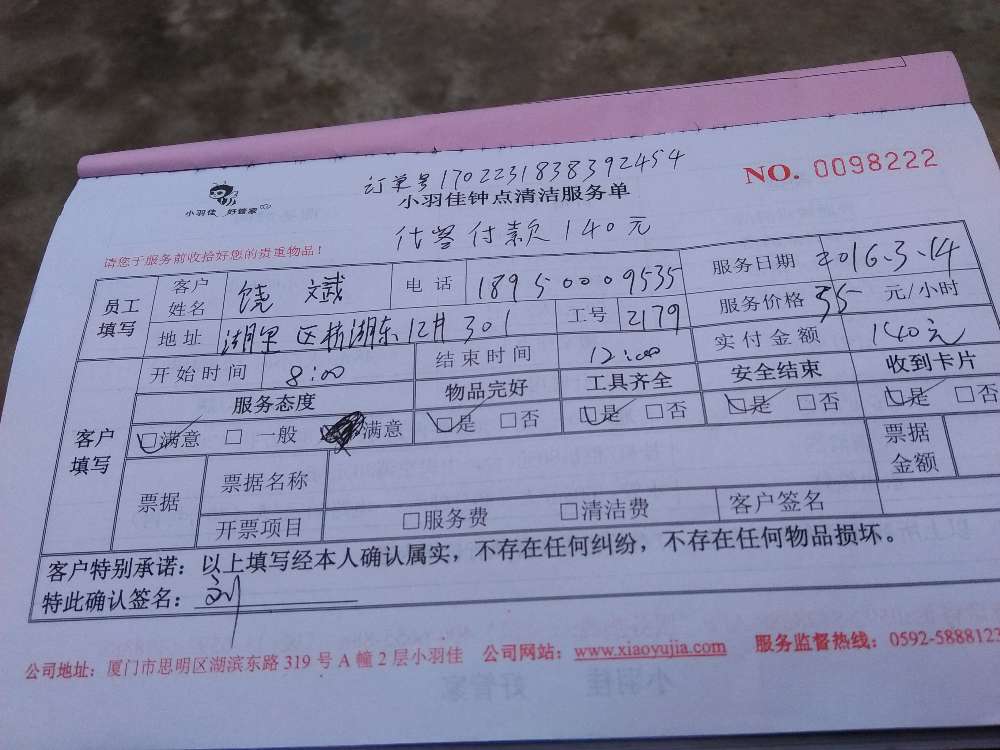 订单号1702231838392454
小羽佳 好管家
小羽佳钟点清洁服务单
NO. 0098222
代客付款140元
请您于服务前收拾好您的贵重物品!
员工填写 客户姓名 饶 斌 电话 18950009535 服务日期 2016.3.14
地址 湖里区 湖东12月301 工号 2179 服务价格 35 元/小时
开始时间 8:00 结束时间 12:00 实付金额 140元
客户填写 服务态度 物品完好 工具齐全 安全结束 收到卡片
☑满意 □ 一般 满意 ☑是 □否 ☑是 □否 ☑是 □否 ☑是 □否
票据 票据名称 票据金额
开票项目 □服务费 □清洁费 客户签名
客户特别承诺:以上填写经本人确认属实,不存在任何纠纷,不存在任何物品损坏。
特此确认签名: 刘
公司地址:厦门市思明区湖滨东路 319 号 A 幢 2 层小羽佳 公司网站:www.xiaoyujia.com 服务监督热线:0592-5888123